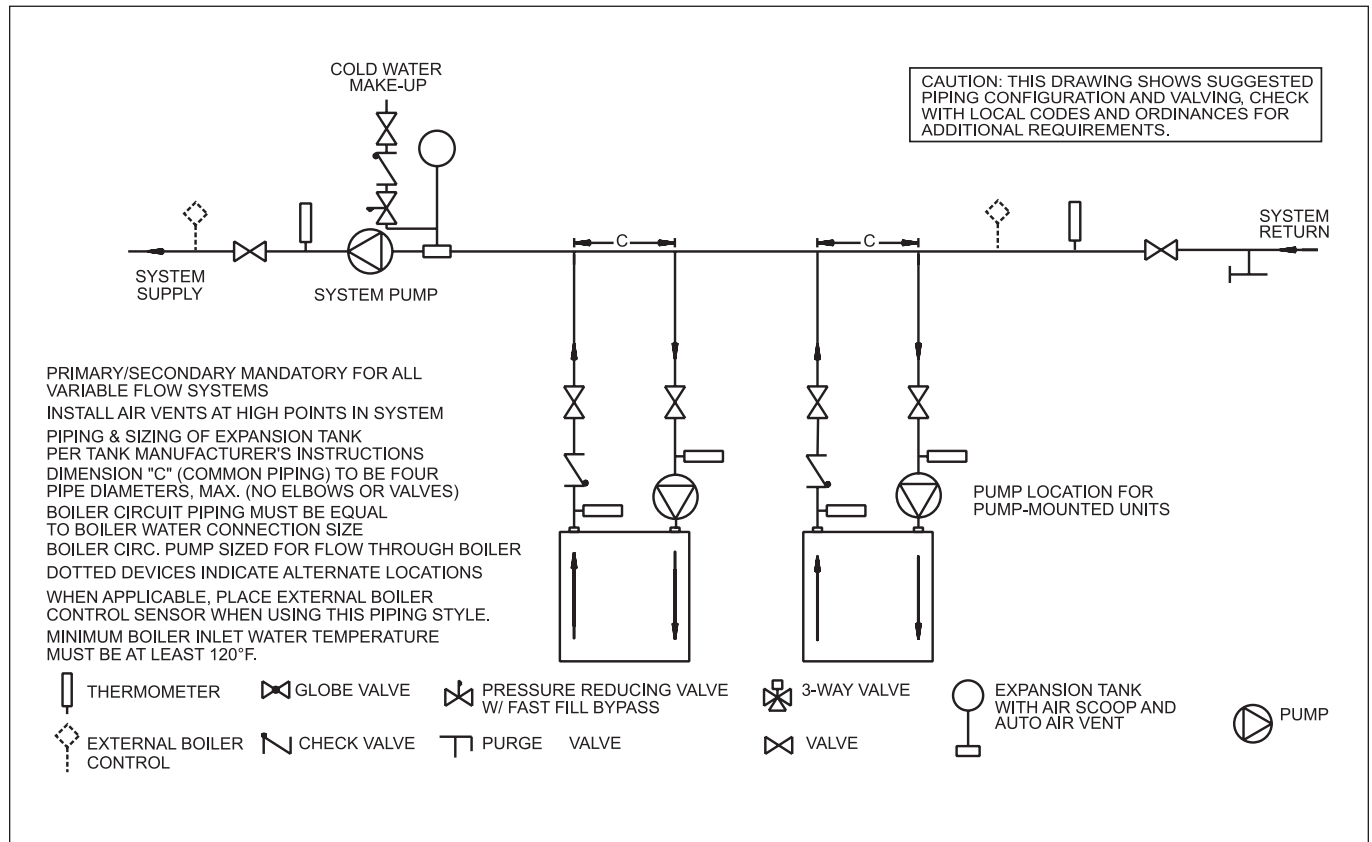 COLD WATER
MAKE-UP
CAUTION: THIS DRAWING SHOWS SUGGESTED
PIPING CONFIGURATION AND VALVING, CHECK
WITH LOCAL CODES AND ORDINANCES FOR
ADDITIONAL REQUIREMENTS.
SYSTEM
RETURN
C
C
SYSTEM
SUPPLY
SYSTEM PUMP
PRIMARY/SECONDARY MANDATORY FOR ALL
VARIABLE FLOW SYSTEMS
INSTALL AIR VENTS AT HIGH POINTS IN SYSTEM
PIPING & SIZING OF EXPANSION TANK
PER TANK MANUFACTURER'S INSTRUCTIONS
DIMENSION "C" (COMMON PIPING) TO BE FOUR
PIPE DIAMETERS, MAX. (NO ELBOWS OR VALVES)
BOILER CIRCUIT PIPING MUST BE EQUAL
TO BOILER WATER CONNECTION SIZE
BOILER CIRC. PUMP SIZED FOR FLOW THROUGH BOILER
DOTTED DEVICES INDICATE ALTERNATE LOCATIONS
WHEN APPLICABLE, PLACE EXTERNAL BOILER
CONTROL SENSOR WHEN USING THIS PIPING STYLE.
MINIMUM BOILER INLET WATER TEMPERATURE
MUST BE AT LEAST 120°F.
PUMP LOCATION FOR
PUMP-MOUNTED UNITS
THERMOMETER
GLOBE VALVE
PRESSURE REDUCING VALVE
W/ FAST FILL BYPASS
3-WAY VALVE
EXPANSION TANK
WITH AIR SCOOP AND
AUTO AIR VENT
PUMP
EXTERNAL BOILER
CONTROL
CHECK VALVE
PURGE VALVE
VALVE